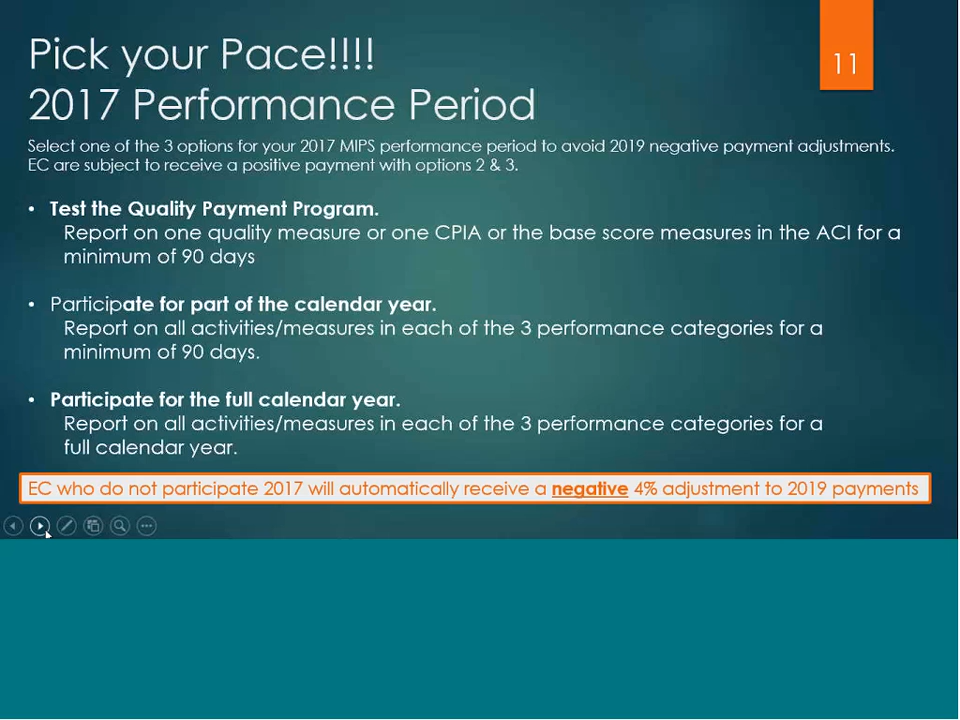 Pick your Pace!!!!
11
2017 Performance Period
Select one of the 3 options for your 2017 MIPS performance period to avoid 2019 negative payment adjustments.
EC are subject to receive a positive payment with options 2 & 3.
• Test the Quality Payment Program.
Report on one quality measure or one CPIA or the base score measures in the ACI for a
minimum of 90 days
• Participate for part of the calendar year.
Report on all activities/measures in each of the 3 performance categories for a
minimum of 90 days.
• Participate for the full calendar year.
Report on all activities/measures in each of the 3 performance categories for a
full calendar year.
EC who do not participate 2017 will automatically receive a negative 4% adjustment to 2019 payments